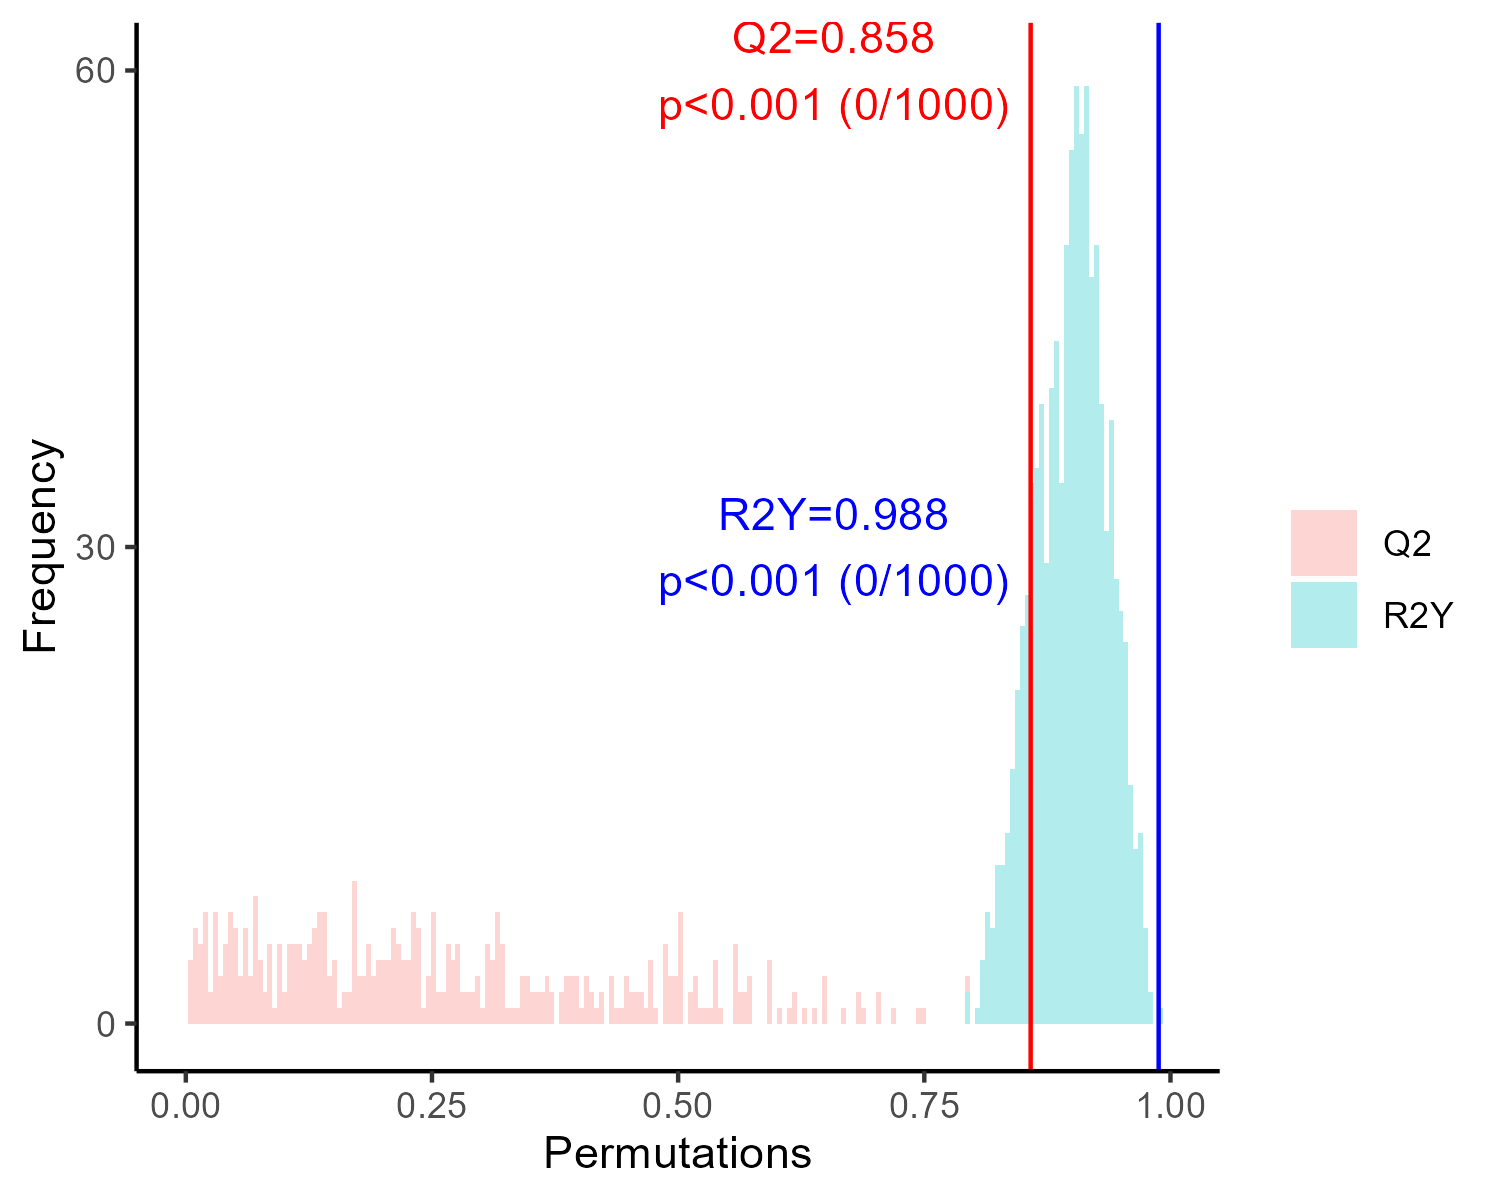 Q2=0.858
p<0.001 (0/1000)
R2Y=0.988
p<0.001 (0/1000)
60
30
0
Frequency
0.00
0.25
0.50
0.75
1.00
Permutations
Q2
R2Y